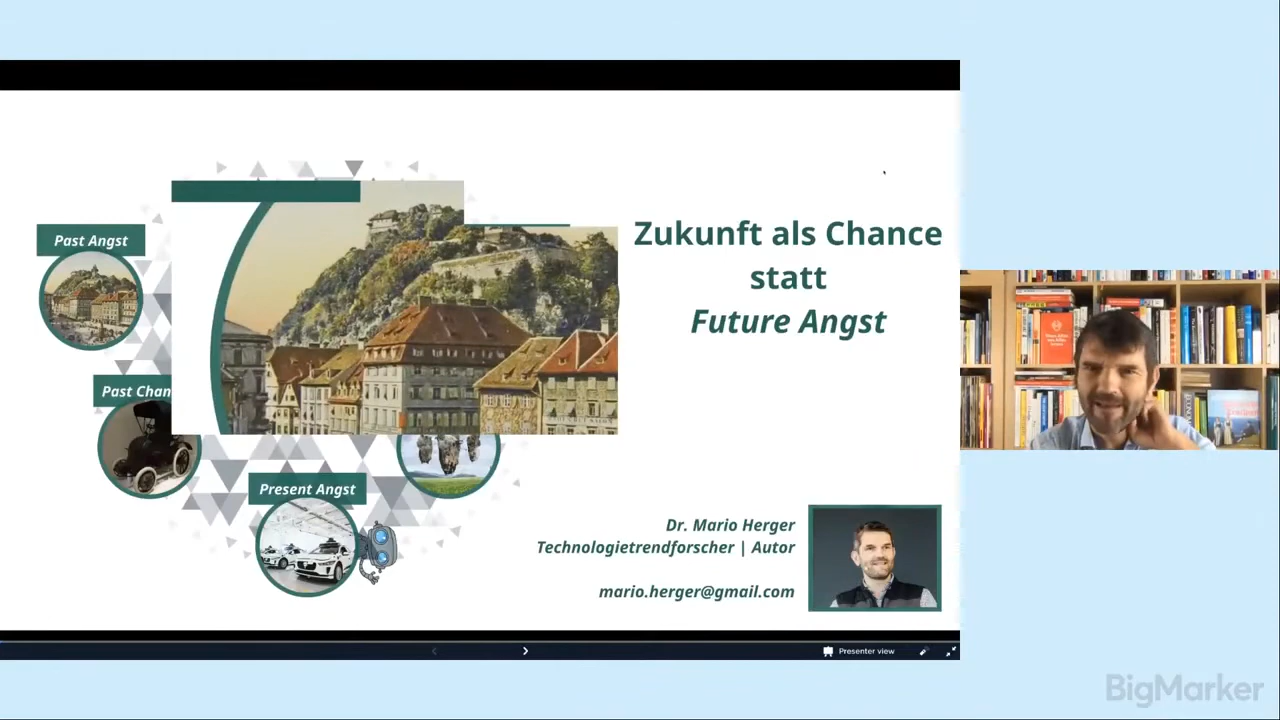 Past Angst
Past Chan
Present Angst
Zukunft als Chance
statt
Future Angst
Dr. Mario Herger
Technologietrendforscher | Autor
mario.herger@gmail.com
Presenter view
BigMarker